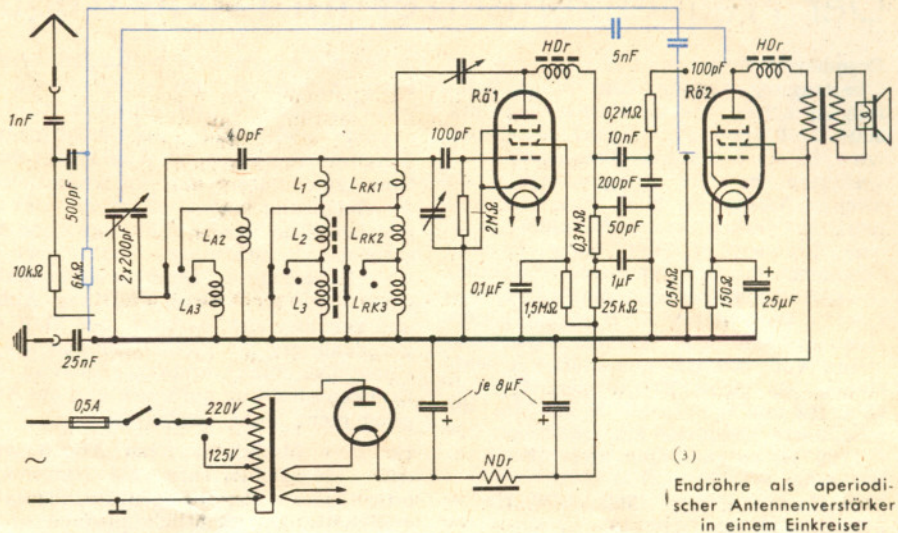 HDr
HDr
5nF
100pF
Rö1
Rö2
1nF
0,2MΩ
40pF
100pF
10nF
500pF
L1
LRK1
200pF
2x200pF
LA2
L2
LRK2
2MΩ
50pF
0,3MΩ
10kΩ
6kΩ
LA3
L3
LRK3
0,1µF
1,5MΩ
1µF
25kΩ
0,5MΩ
150Ω
+
25µF
25nF
0,5A
220V
je 8µF
+
+
125V
~
NDr
(3)
Endröhre als aperiodi-
scher Antennenverstärker
in einem Einkreiser